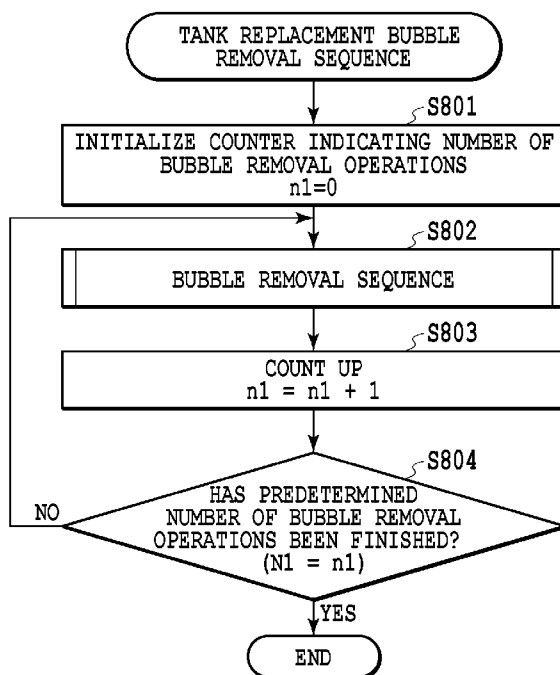 TANK REPLACEMENT BUBBLE
REMOVAL SEQUENCE
S801
INITIALIZE COUNTER INDICATING NUMBER OF
BUBBLE REMOVAL OPERATIONS
n1=0
S802
BUBBLE REMOVAL SEQUENCE
S803
COUNT UP
n1 = n1 + 1
S804
HAS PREDETERMINED
NUMBER OF BUBBLE REMOVAL
OPERATIONS BEEN FINISHED?
(N1 = n1)
NO
YES
END